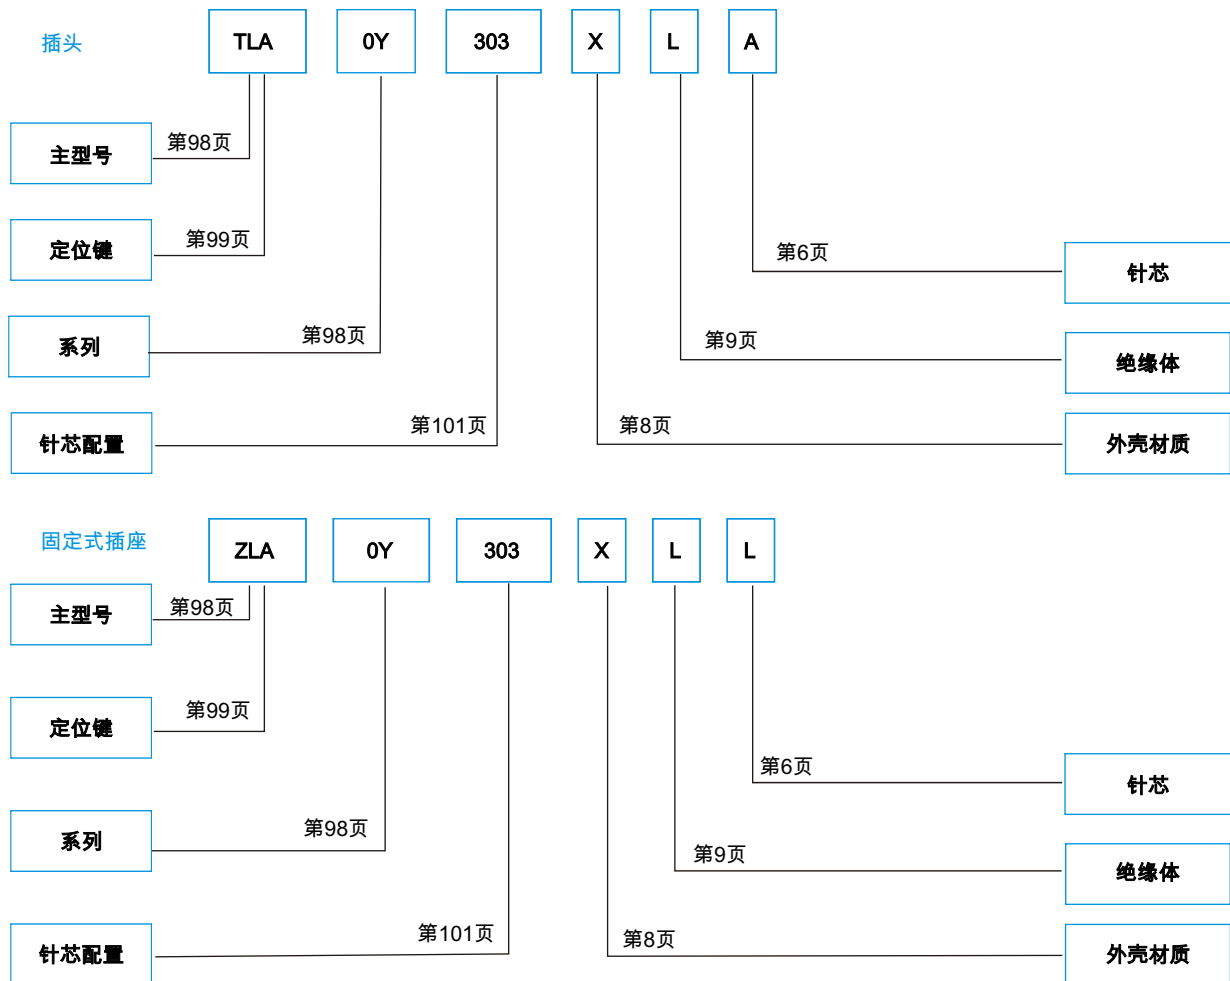 插头
TLA 0Y 303 X L A
主型号 第98页
定位键 第99页
第6页 针芯
系列 第98页
第9页 绝缘体
针芯配置 第101页 第8页 外壳材质
固定式插座
ZLA 0Y 303 X L L
主型号 第98页
定位键 第99页
第6页 针芯
系列 第98页
第9页 绝缘体
针芯配置 第101页 第8页 外壳材质